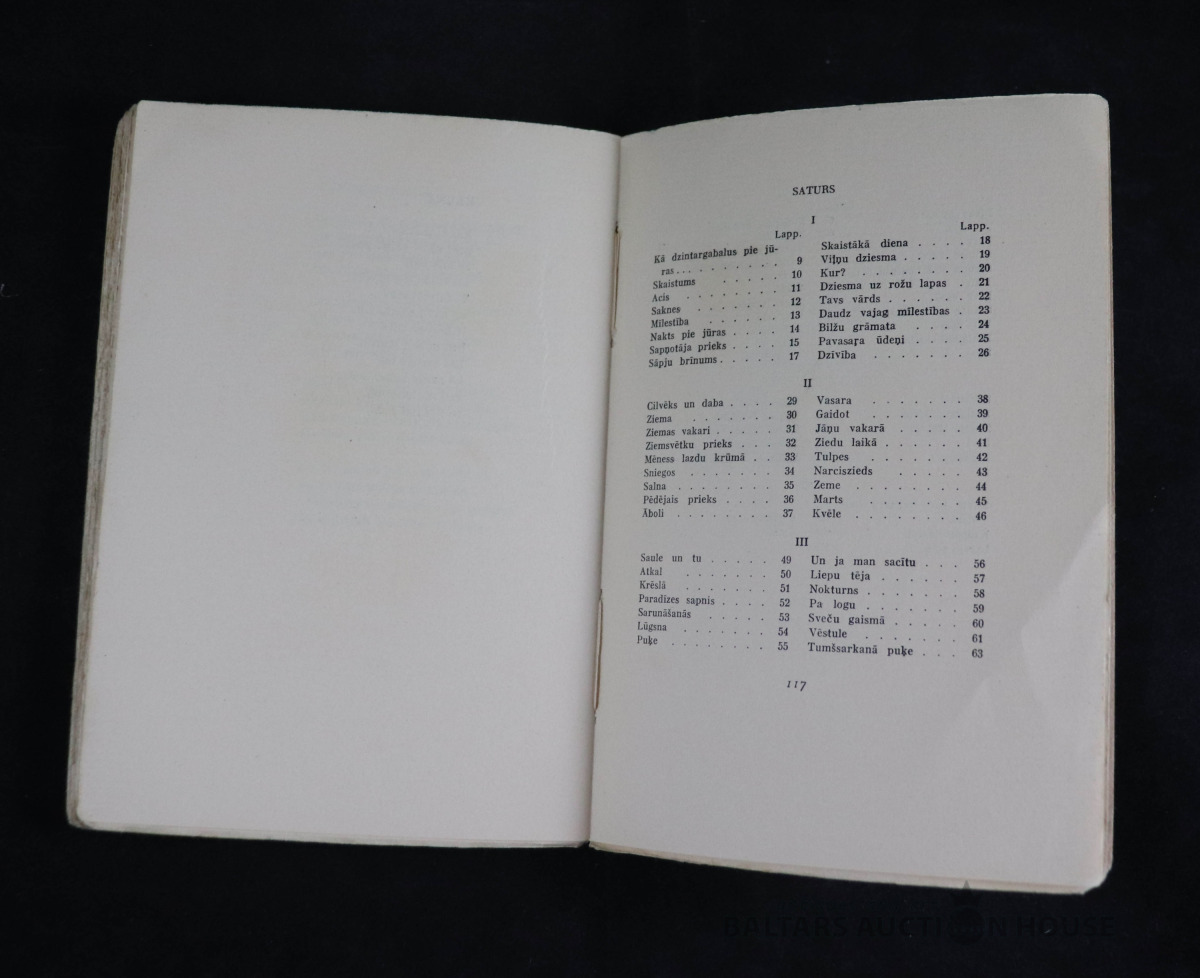 SATURS
I
Lapp.
Kā dzintargabalus pie jū-
ras . . . . . . . . . . 9
Skaistums . . . . . 10
Acis . . . . . . . 11
Saknes . . . . . . 12
Mīlestība . . . . . 13
Nakts pie jūras . . . . 14
Sapņotāja prieks . . . . 15
Sāpju brīnums . . . . . 17
Lapp.
Skaistākā diena . . . . 18
Viļņu dziesma . . . . . 19
Kur? . . . . . . . 20
Dziesma uz rožu lapas . 21
Tavs vārds . . . . . . 22
Daudz vajag mīlestības . 23
Bilžu grāmata . . . . 24
Pavasaŗa ūdeņi . . . . 25
Dzīvība . . . . . . . 26
II
Cilvēks un daba . . . . 29
Ziema . . . . . . . 30
Ziemas vakari . . . . . 31
Ziemsvētku prieks . . . 32
Mēness lazdu krūmā . . 33
Sniegos . . . . . . . 34
Salna . . . . . . . . 35
Pēdējais prieks . . . . 36
Āboli . . . . . . . . 37
Vasara . . . . . . . 38
Gaidot . . . . . . . 39
Jāņu vakarā . . . . . 40
Ziedu laikā . . . . . . 41
Tulpes . . . . . . . 42
Narciszieds . . . . . 43
Zeme . . . . . . . . 44
Marts . . . . . . . 45
Kvēle . . . . . . . . 46
III
Saule un tu . . . . . 49
Atkal . . . . . . . 50
Krēslā . . . . . . . 51
Paradīzes sapnis . . . . 52
Sarunāšanās . . . . . 53
Lūgsna . . . . . . . 54
Puķe . . . . . . . . 55
Un ja man sacītu . . . 56
Liepu tēja . . . . . . 57
Nokturns . . . . . . . 58
Pa logu . . . . . . . 59
Sveču gaismā . . . . . 60
Vēstule . . . . . . . 61
Tumšsarkanā puķe . . . 63
117
BALTARS AUCTION HOUSE